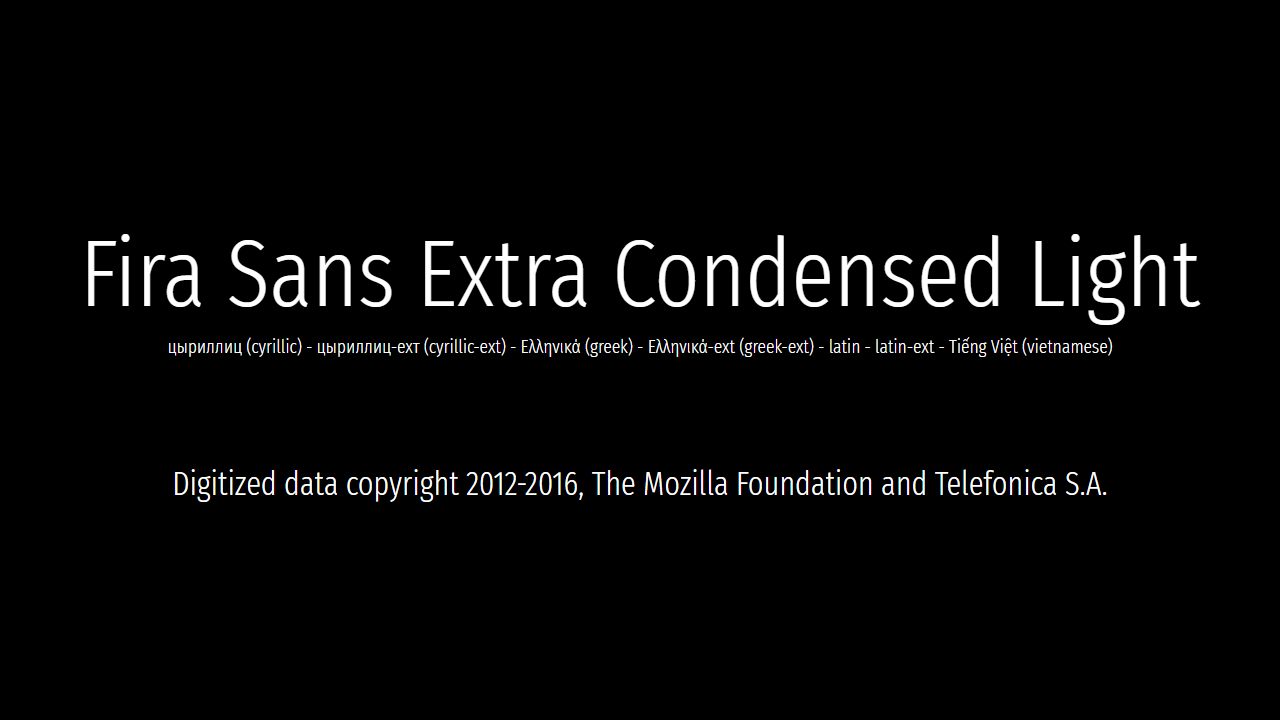 Fira Sans Extra Condensed Light
цыриллиц (cyrillic) - цыриллиц-ехт (cyrillic-ext) - Ελληνικά (greek) - Ελληνικά-ext (greek-ext) - latin - latin-ext - Tiếng Việt (vietnamese)
Digitized data copyright 2012-2016, The Mozilla Foundation and Telefonica S.A.